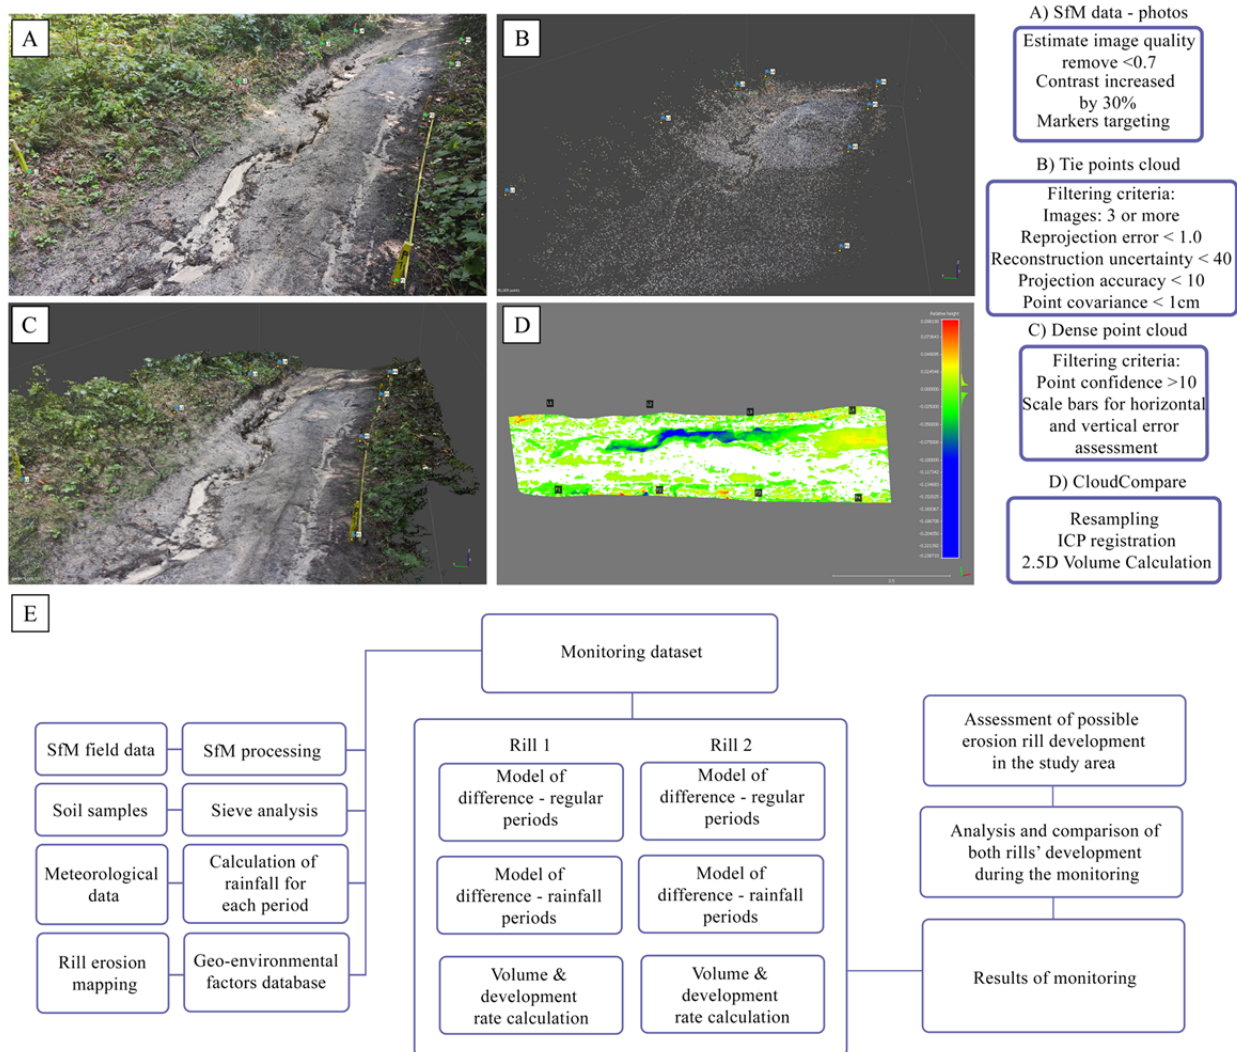 A
B
A) SfM data - photos
Estimate image quality
remove <0.7
Contrast increased
by 30%
Markers targeting
B) Tie points cloud
Filtering criteria:
Images: 3 or more
Reprojection error < 1.0
Reconstruction uncertainty < 40
Projection accuracy < 10
Point covariance < 1cm
C
D
Relative height
C) Dense point cloud
Filtering criteria:
Point confidence >10
Scale bars for horizontal
and vertical error
assessment
D) CloudCompare
Resampling
ICP registration
2.5D Volume Calculation
E
Monitoring dataset
SfM field data
SfM processing
Soil samples
Sieve analysis
Meteorological
data
Calculation of
rainfall for
each period
Rill erosion
mapping
Geo-environmental
factors database
Rill 1
Model of
difference - regular
periods
Model of
difference - rainfall
periods
Volume &
development
rate calculation
Rill 2
Model of
difference - regular
periods
Model of
difference - rainfall
periods
Volume &
development
rate calculation
Assessment of possible
erosion rill development
in the study area
Analysis and comparison of
both rills' development
during the monitoring
Results of monitoring